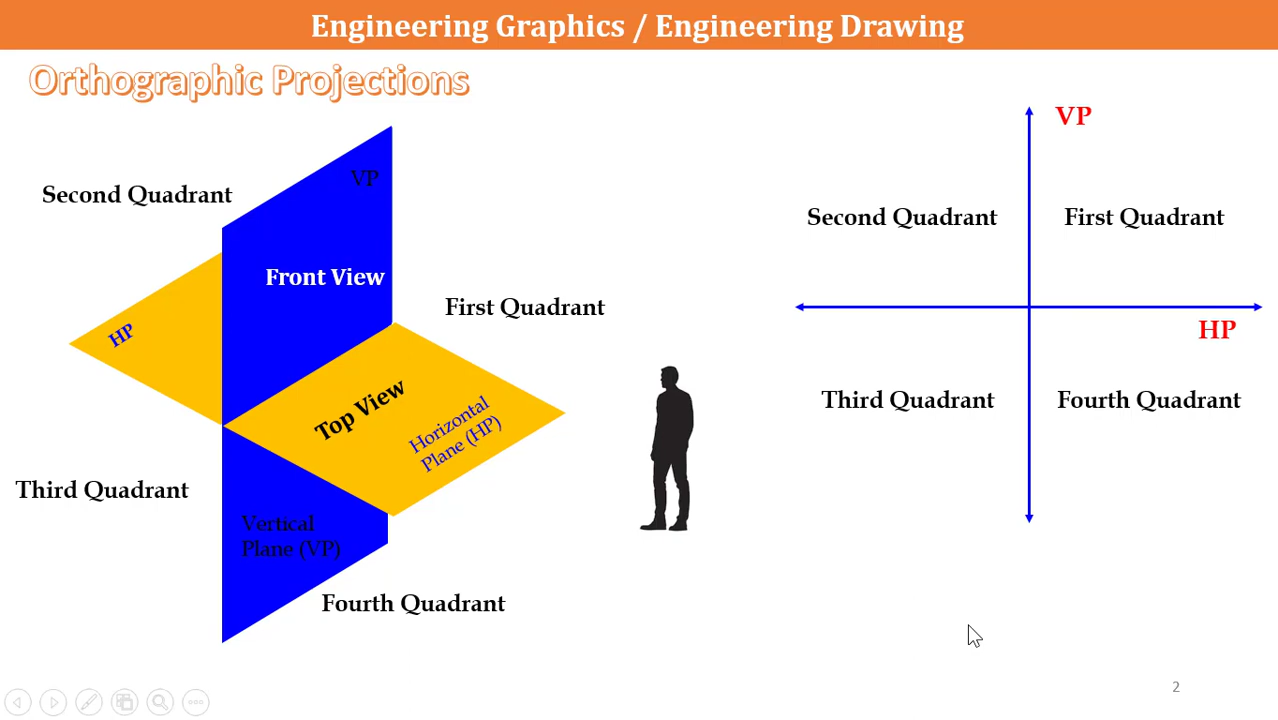 Engineering Graphics / Engineering Drawing
Orthographic Projections
VP
Second Quadrant
Front View
HP
First Quadrant
Top View
Horizontal
Plane (HP)
Third Quadrant
Vertical
Plane (VP)
Fourth Quadrant
VP
Second Quadrant
First Quadrant
HP
Third Quadrant
Fourth Quadrant
2